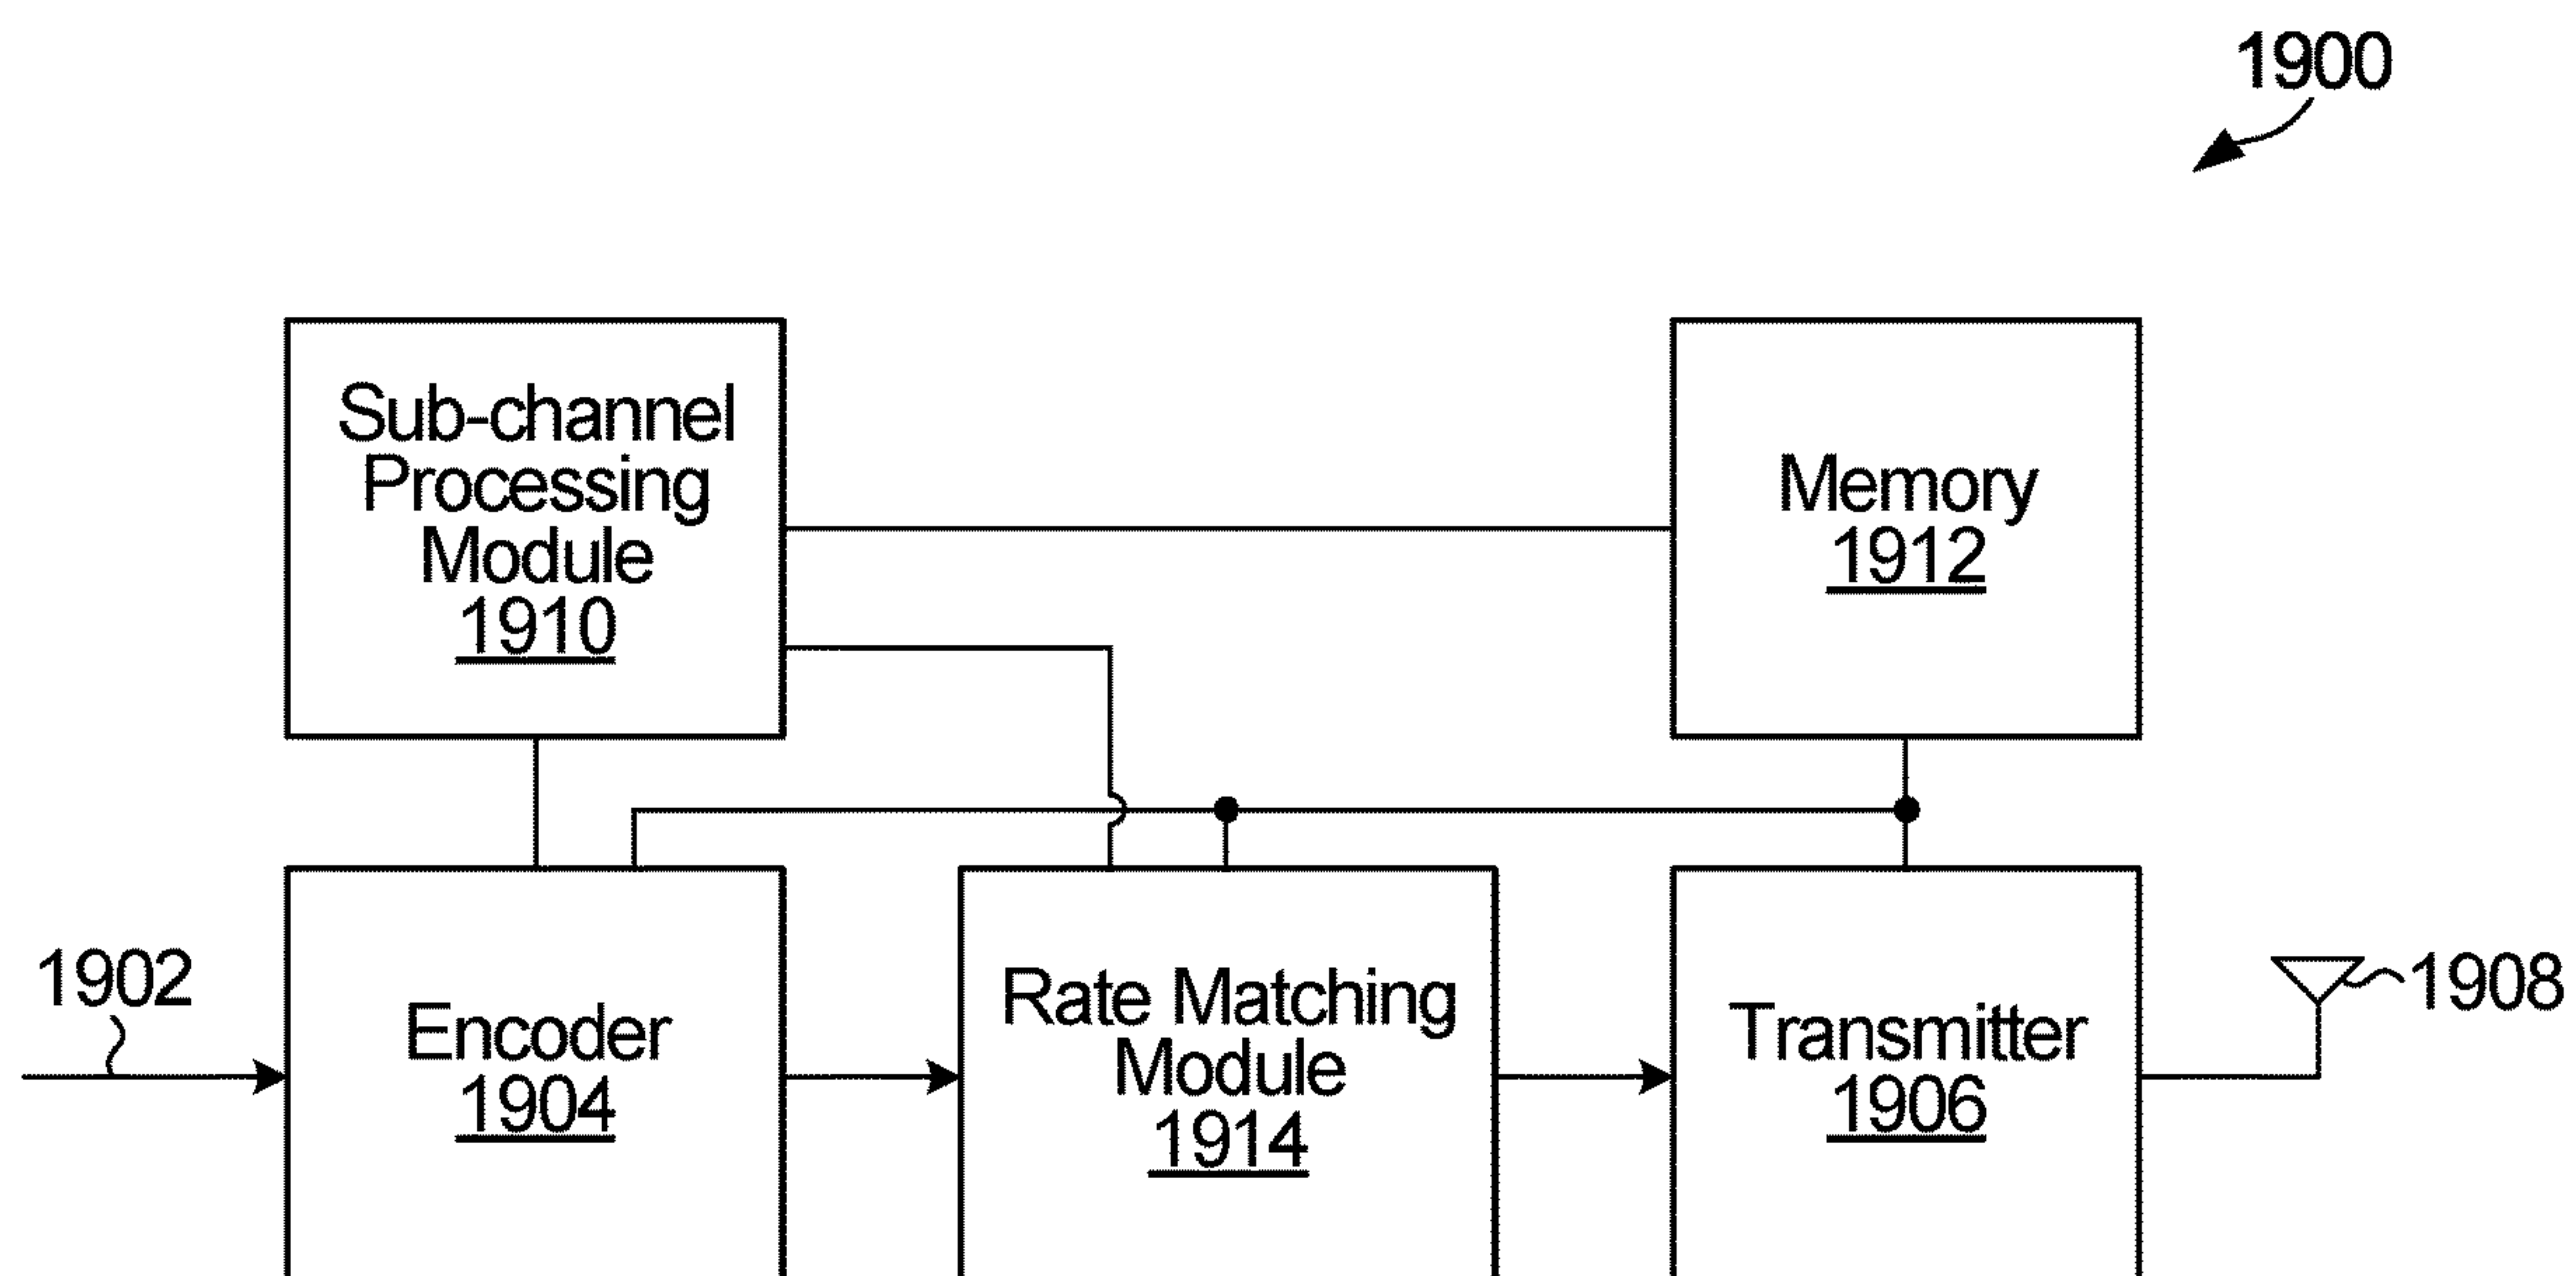 1900
Sub-channel
Processing
Module
1910
Memory
1912
1902
Encoder
1904
Rate Matching
Module
1914
Transmitter
1906
1908